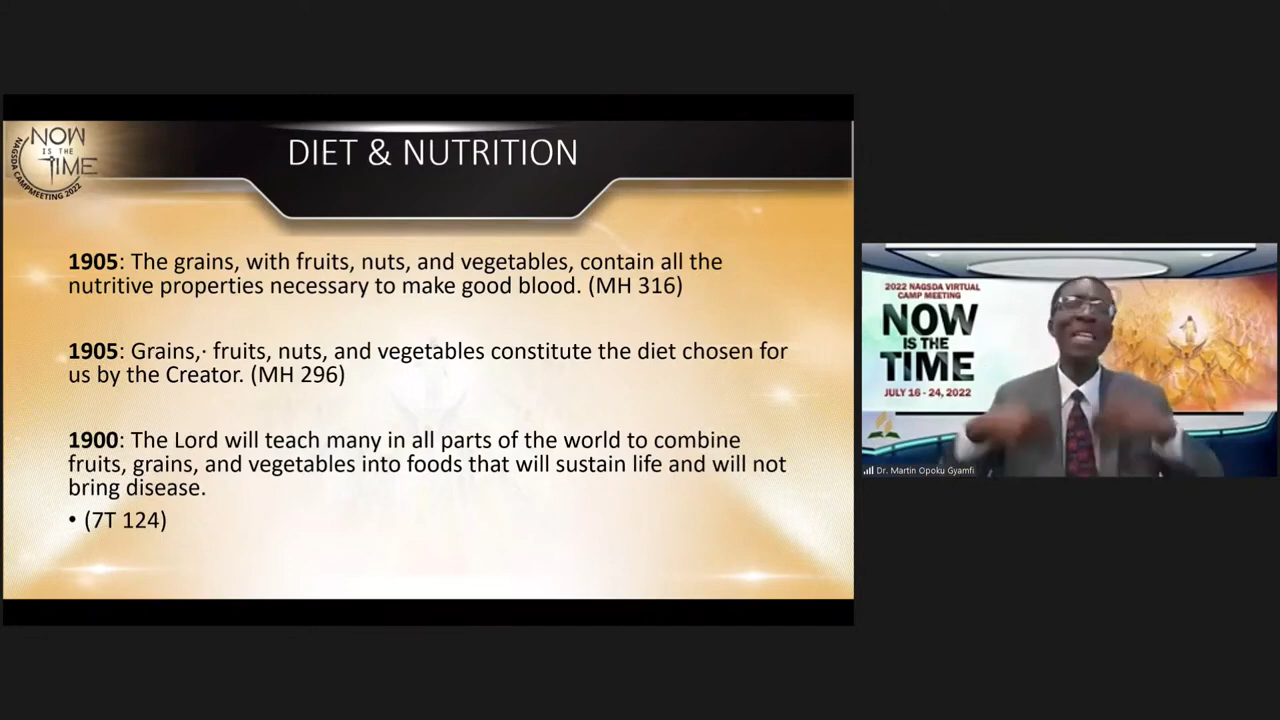 NOW
IS THE
TIME
NAGSDA CAMPMEETING 2022
DIET & NUTRITION
1905: The grains, with fruits, nuts, and vegetables, contain all the
nutritive properties necessary to make good blood. (MH 316)
1905: Grains,· fruits, nuts, and vegetables constitute the diet chosen for
us by the Creator. (MH 296)
1900: The Lord will teach many in all parts of the world to combine
fruits, grains, and vegetables into foods that will sustain life and will not
bring disease.
• (7T 124)
2022 NAGSDA VIRTUAL
CAMP MEETING
NOW
IS THE
TIME
JULY 16 - 24, 2022
Dr. Martin Opoku Gyamfi